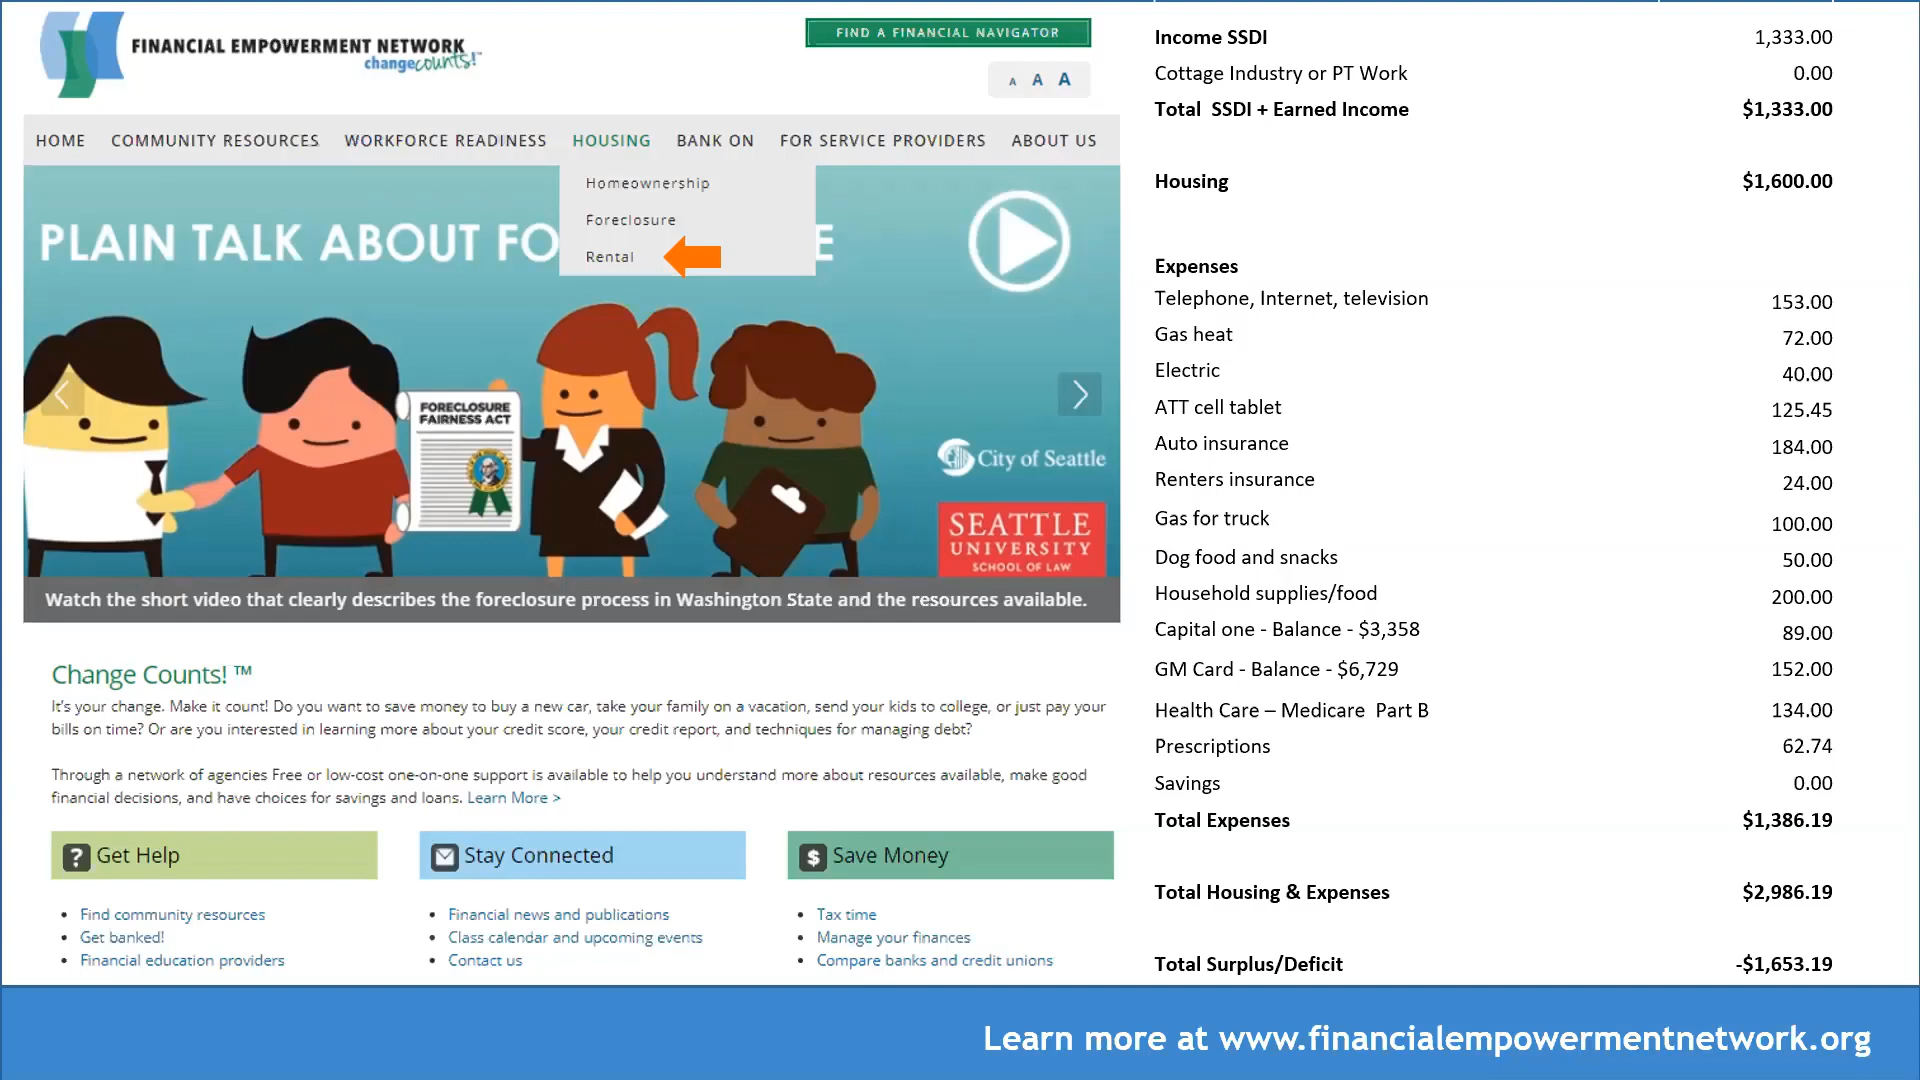 FINANCIAL EMPOWERMENT NETWORK
changecounts!™
FIND A FINANCIAL NAVIGATOR
A A A
HOME COMMUNITY RESOURCES WORKFORCE READINESS HOUSING BANK ON FOR SERVICE PROVIDERS ABOUT US
Homeownership
Foreclosure
Rental
PLAIN TALK ABOUT FO E
FORECLOSURE
FAIRNESS ACT
City of Seattle
SEATTLE
UNIVERSITY
SCHOOL OF LAW
Watch the short video that clearly describes the foreclosure process in Washington State and the resources available.
Change Counts! ™
It's your change. Make it count! Do you want to save money to buy a new car, take your family on a vacation, send your kids to college, or just pay your
bills on time? Or are you interested in learning more about your credit score, your credit report, and techniques for managing debt?
Through a network of agencies Free or low-cost one-on-one support is available to help you understand more about resources available, make good
financial decisions, and have choices for savings and loans. Learn More >
? Get Help
• Find community resources
• Get banked!
• Financial education providers
Stay Connected
• Financial news and publications
• Class calendar and upcoming events
• Contact us
$ Save Money
• Tax time
• Manage your finances
• Compare banks and credit unions
Income SSDI 1,333.00
Cottage Industry or PT Work 0.00
Total SSDI + Earned Income $1,333.00
Housing $1,600.00
Expenses
Telephone, Internet, television 153.00
Gas heat 72.00
Electric 40.00
ATT cell tablet 125.45
Auto insurance 184.00
Renters insurance 24.00
Gas for truck 100.00
Dog food and snacks 50.00
Household supplies/food 200.00
Capital one - Balance - $3,358 89.00
GM Card - Balance - $6,729 152.00
Health Care – Medicare Part B 134.00
Prescriptions 62.74
Savings 0.00
Total Expenses $1,386.19
Total Housing & Expenses $2,986.19
Total Surplus/Deficit -$1,653.19
Learn more at www.financialempowermentnetwork.org